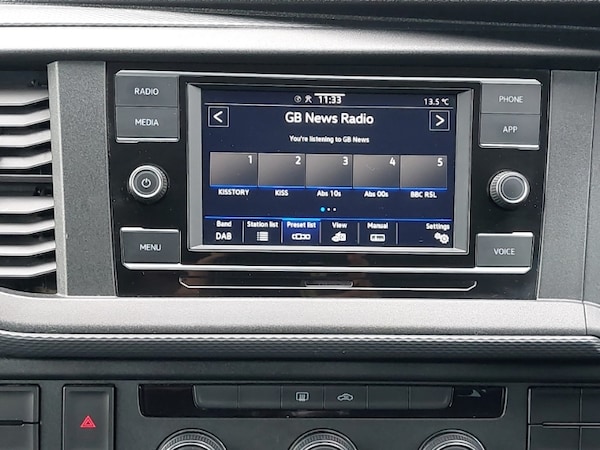 RADIO
MEDIA
MENU
11:33
13.5 °C
GB News Radio
You're listening to GB News
< >
1 2 3 4 5
KISSTORY KISS Abs 10s Abs 00s BBC R5L
Band Station list Preset list View Manual Settings
DAB
PHONE
APP
VOICE